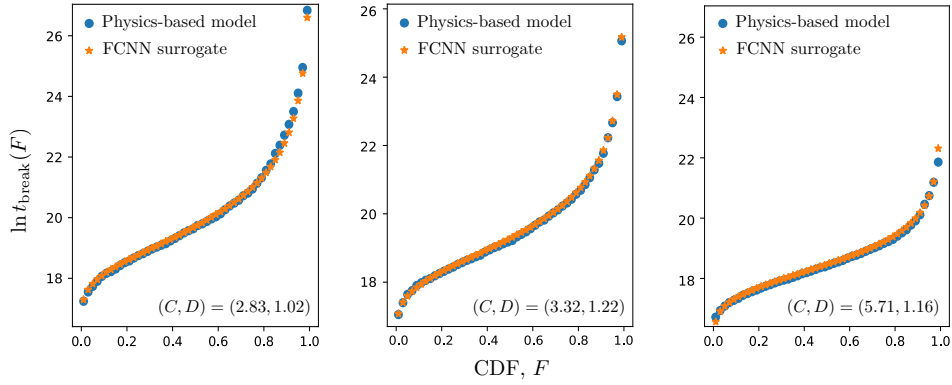 Physics-based model
FCNN surrogate
26
24
22
20
18
(C, D) = (2.83, 1.02)
0.0 0.2 0.4 0.6 0.8 1.0
ln t_break(F)
Physics-based model
FCNN surrogate
26
24
22
20
18
(C, D) = (3.32, 1.22)
0.0 0.2 0.4 0.6 0.8 1.0
CDF, F
Physics-based model
FCNN surrogate
26
24
22
20
18
(C, D) = (5.71, 1.16)
0.0 0.2 0.4 0.6 0.8 1.0